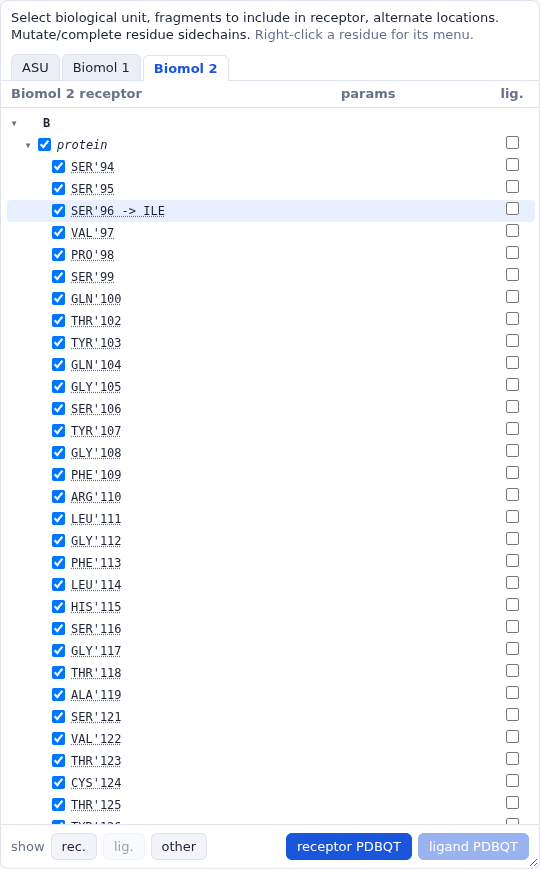 Select biological unit, fragments to include in receptor, alternate locations.
Mutate/complete residue sidechains. Right-click a residue for its menu.
ASU Biomol 1 Biomol 2
Biomol 2 receptor params lig.
B
protein
SER'94
SER'95
SER'96 -> ILE
VAL'97
PRO'98
SER'99
GLN'100
THR'102
TYR'103
GLN'104
GLY'105
SER'106
TYR'107
GLY'108
PHE'109
ARG'110
LEU'111
GLY'112
PHE'113
LEU'114
HIS'115
SER'116
GLY'117
THR'118
ALA'119
SER'121
VAL'122
THR'123
CYS'124
THR'125
show rec. lig. other receptor PDBQT ligand PDBQT